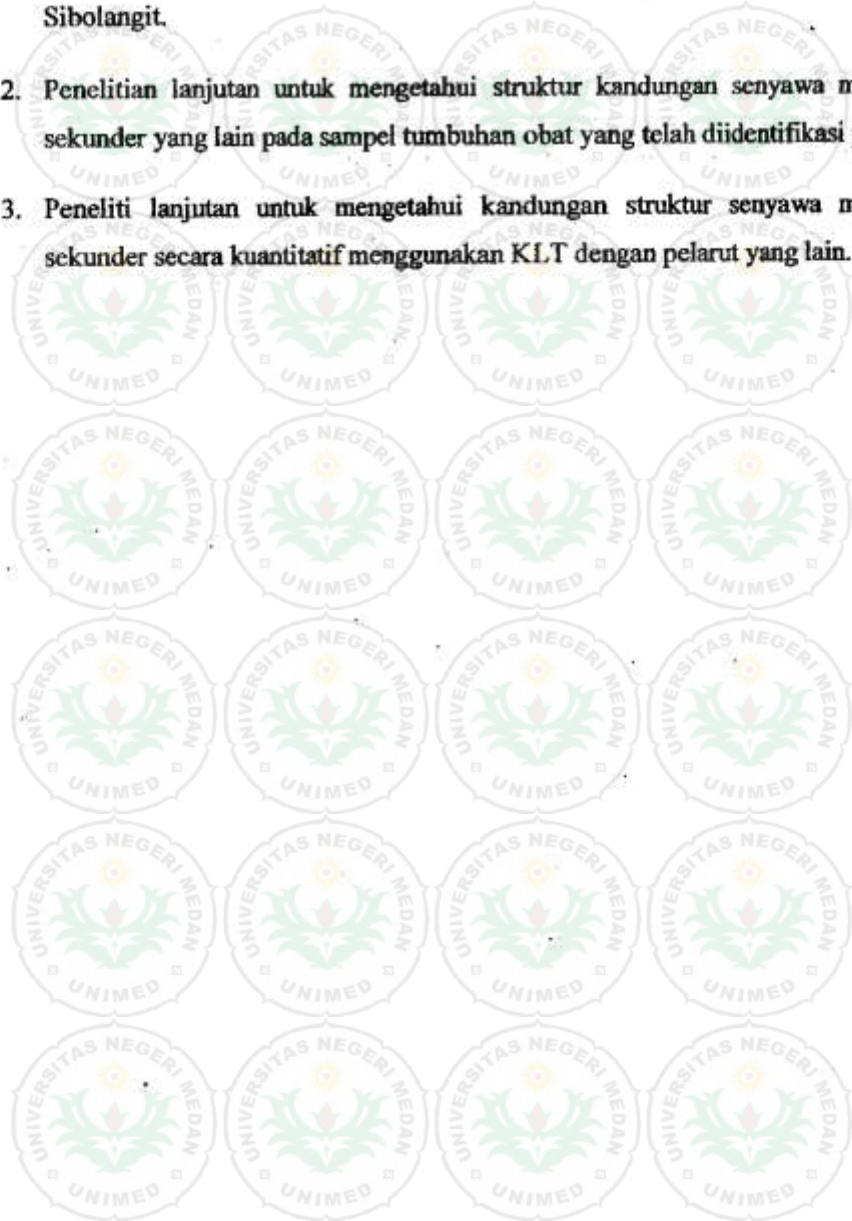 Sibolangit.
2. Penelitian lanjutan untuk mengetahui struktur kandungan senyawa
sekunder yang lain pada sampel tumbuhan obat yang telah diidentifikasi
3. Peneliti lanjutan untuk mengetahui kandungan struktur senyawa
sekunder secara kuantitatif menggunakan KLT dengan pelarut yang lain.